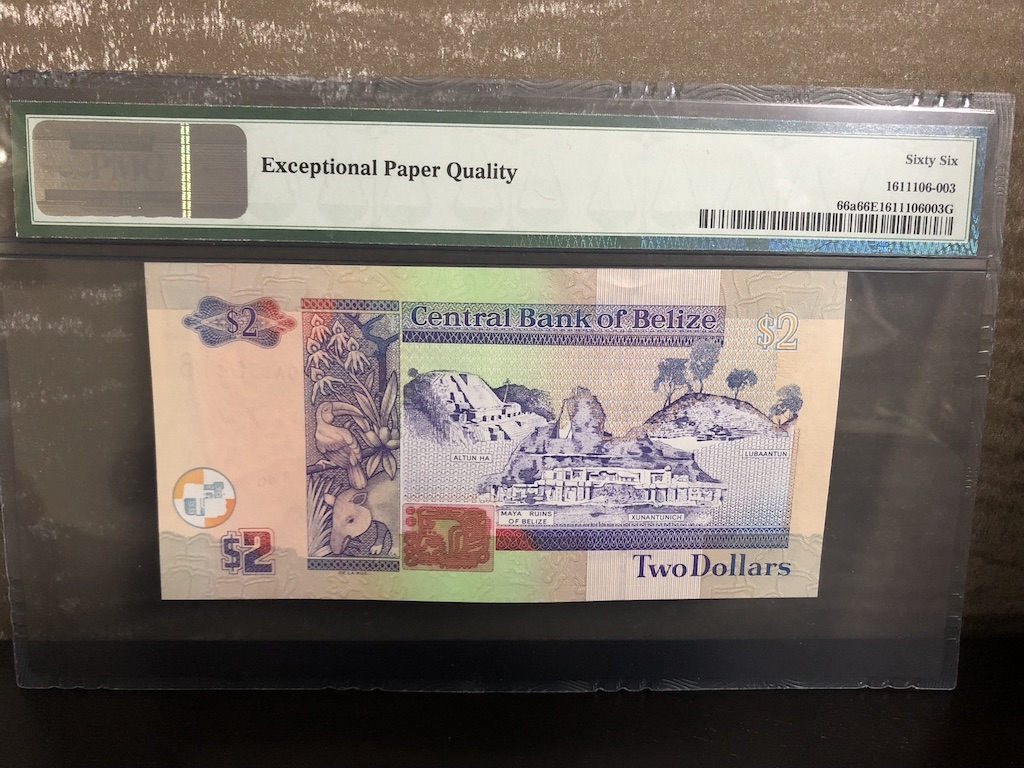 PMG
Exceptional Paper Quality
Sixty Six
1611106-003
66a66E1611106003G
$2
Central Bank of Belize
$2
ALTUN HA
LUBAANTUN
MAYA RUINS
OF BELIZE
XUNANTUNICH
$2
Two Dollars